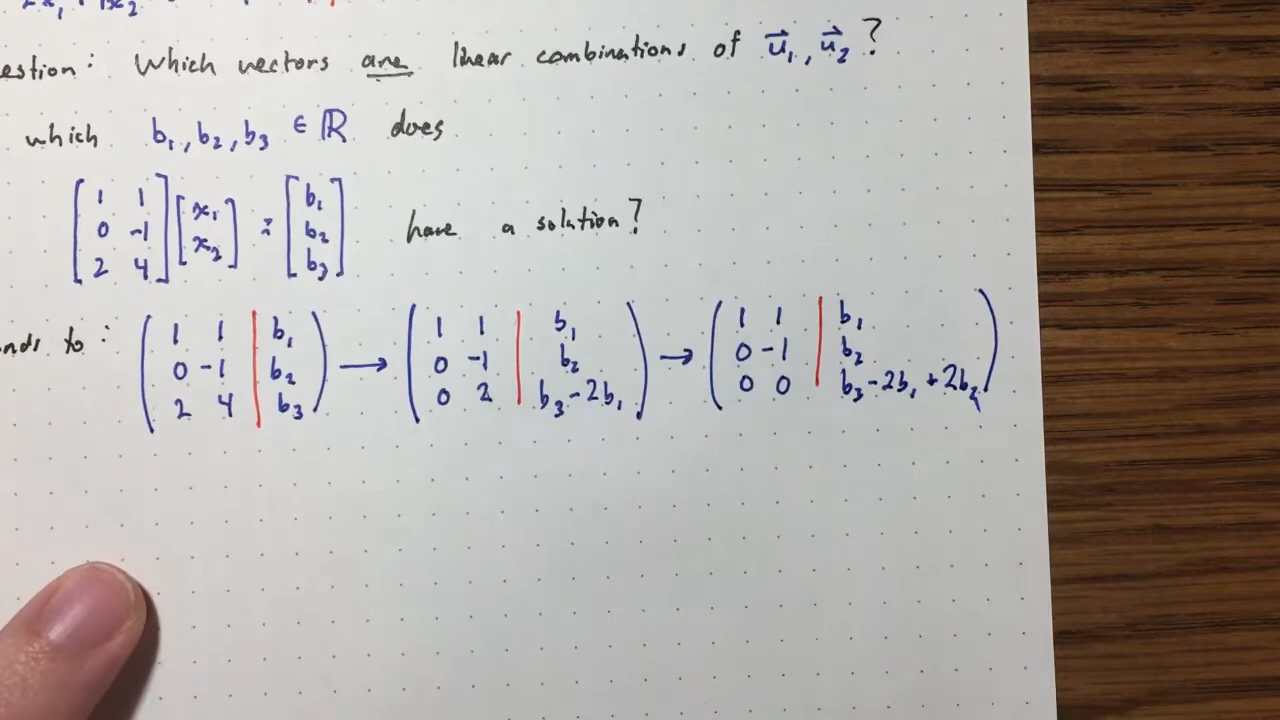 x₂
estion: Which vectors are linear combinations of u⃗₁, u⃗₂?
which b₁, b₂, b₃ ∈ ℝ does
[1 1; 0 -1; 2 4] [x₁; x₂] = [b₁; b₂; b₃] have a solution?
nds to: (1 1 | b₁; 0 -1 | b₂; 2 4 | b₃) → (1 1 | b₁; 0 -1 | b₂; 0 2 | b₃-2b₁) → (1 1 | b₁; 0 -1 | b₂; 0 0 | b₃-2b₁+2b₂)